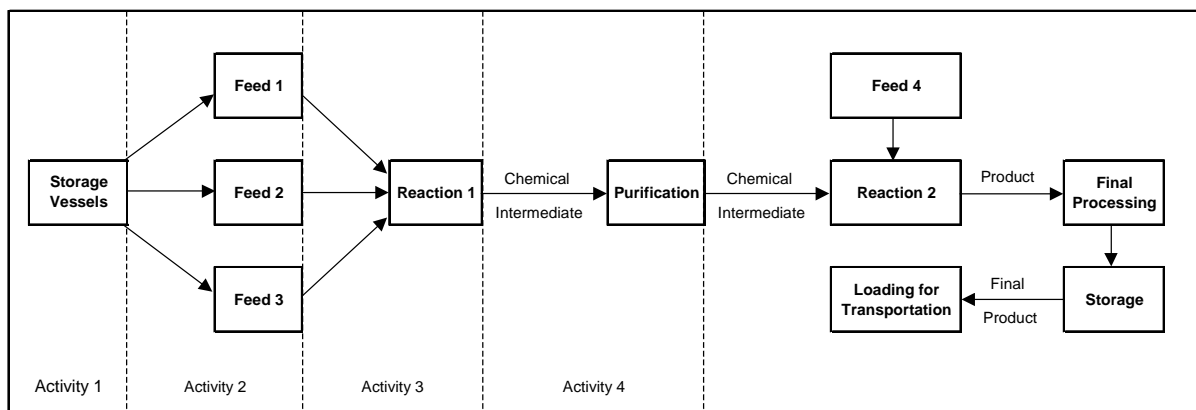 Feed 1
Feed 4
Storage
Vessels
Feed 2
Reaction 1
Chemical
Intermediate
Purification
Chemical
Intermediate
Reaction 2
Product
Final
Processing
Feed 3
Loading for
Transportation
Final
Product
Storage
Activity 1
Activity 2
Activity 3
Activity 4